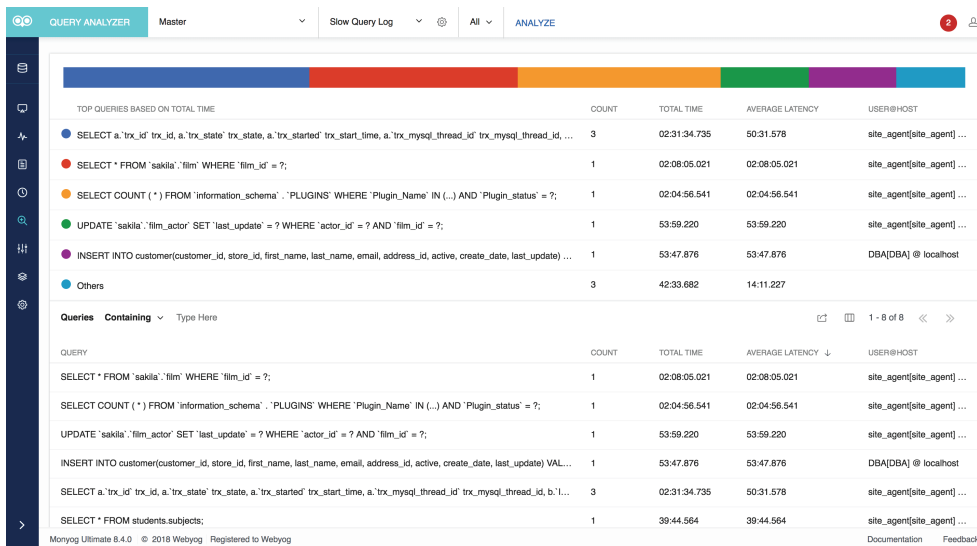 QUERY ANALYZER Master Slow Query Log All ANALYZE 2
TOP QUERIES BASED ON TOTAL TIME COUNT TOTAL TIME AVERAGE LATENCY USER@HOST
SELECT a.`trx_id` trx_id, a.`trx_state` trx_state, a.`trx_started` trx_start_time, a.`trx_mysql_thread_id` trx_mysql_thread_id, ... 3 02:31:34.735 50:31.578 site_agent[site_agent] ...
SELECT * FROM `sakila`.`film` WHERE `film_id` = ?; 1 02:08:05.021 02:08:05.021 site_agent[site_agent] ...
SELECT COUNT ( * ) FROM `information_schema` . `PLUGINS` WHERE `Plugin_Name` IN (...) AND `Plugin_status` = ?; 1 02:04:56.541 02:04:56.541 site_agent[site_agent] ...
UPDATE `sakila`.`film_actor` SET `last_update` = ? WHERE `actor_id` = ? AND `film_id` = ?; 1 53:59.220 53:59.220 site_agent[site_agent] ...
INSERT INTO customer(customer_id, store_id, first_name, last_name, email, address_id, active, create_date, last_update) ... 1 53:47.876 53:47.876 DBA[DBA] @ localhost
Others 3 42:33.682 14:11.227
Queries Containing Type Here 1 - 8 of 8
QUERY COUNT TOTAL TIME AVERAGE LATENCY USER@HOST
SELECT * FROM `sakila`.`film` WHERE `film_id` = ?; 1 02:08:05.021 02:08:05.021 site_agent[site_agent] ...
SELECT COUNT ( * ) FROM `information_schema` . `PLUGINS` WHERE `Plugin_Name` IN (...) AND `Plugin_status` = ?; 1 02:04:56.541 02:04:56.541 site_agent[site_agent] ...
UPDATE `sakila`.`film_actor` SET `last_update` = ? WHERE `actor_id` = ? AND `film_id` = ?; 1 53:59.220 53:59.220 site_agent[site_agent] ...
INSERT INTO customer(customer_id, store_id, first_name, last_name, email, address_id, active, create_date, last_update) VAL... 1 53:47.876 53:47.876 DBA[DBA] @ localhost
SELECT a.`trx_id` trx_id, a.`trx_state` trx_state, a.`trx_started` trx_start_time, a.`trx_mysql_thread_id` trx_mysql_thread_id, b.`l... 3 02:31:34.735 50:31.578 site_agent[site_agent] ...
SELECT * FROM students.subjects; 1 39:44.564 39:44.564 site_agent[site_agent] ...
Monyog Ultimate 8.4.0 © 2018 Webyog Registered to Webyog Documentation Feedback